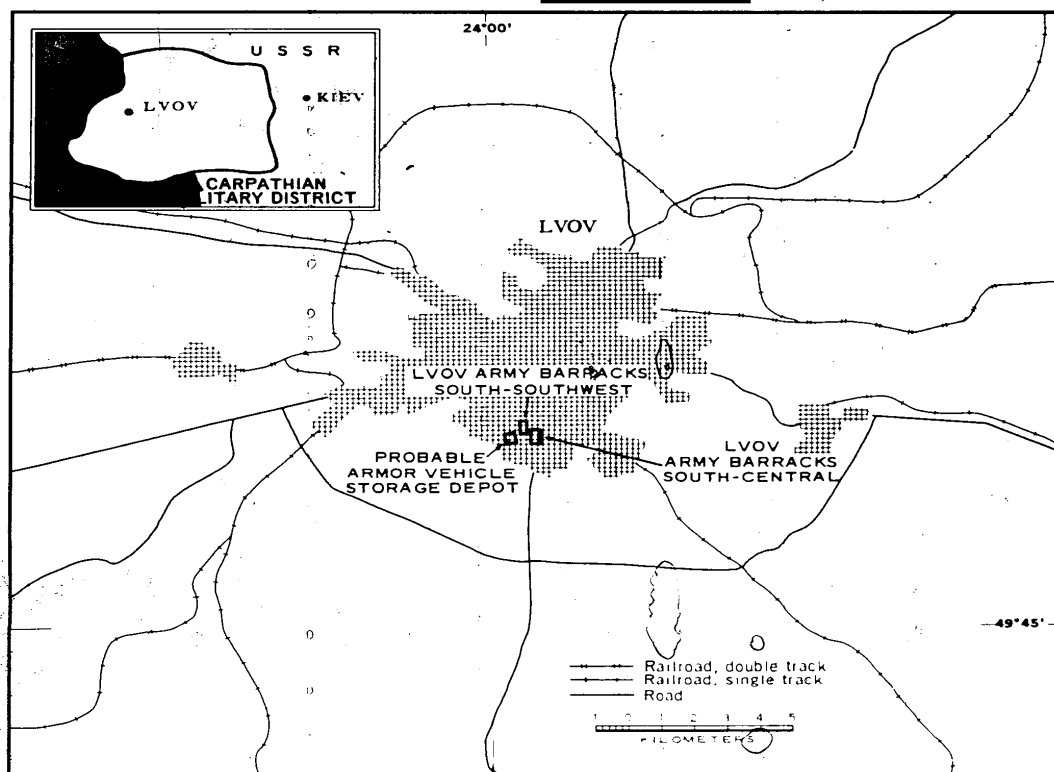 24°00'
USSR
LVOV
KIEV
CARPATHIAN
LITARY DISTRICT
LVOV
LVOV ARMY BARRACKS
SOUTH-SOUTHWEST
PROBABLE
ARMOR VEHICLE
STORAGE DEPOT
LVOV
ARMY BARRACKS
SOUTH-CENTRAL
49°45'
Railroad, double track
Railroad, single track
Road
1 0 1 2 3 4 5
KILOMETERS